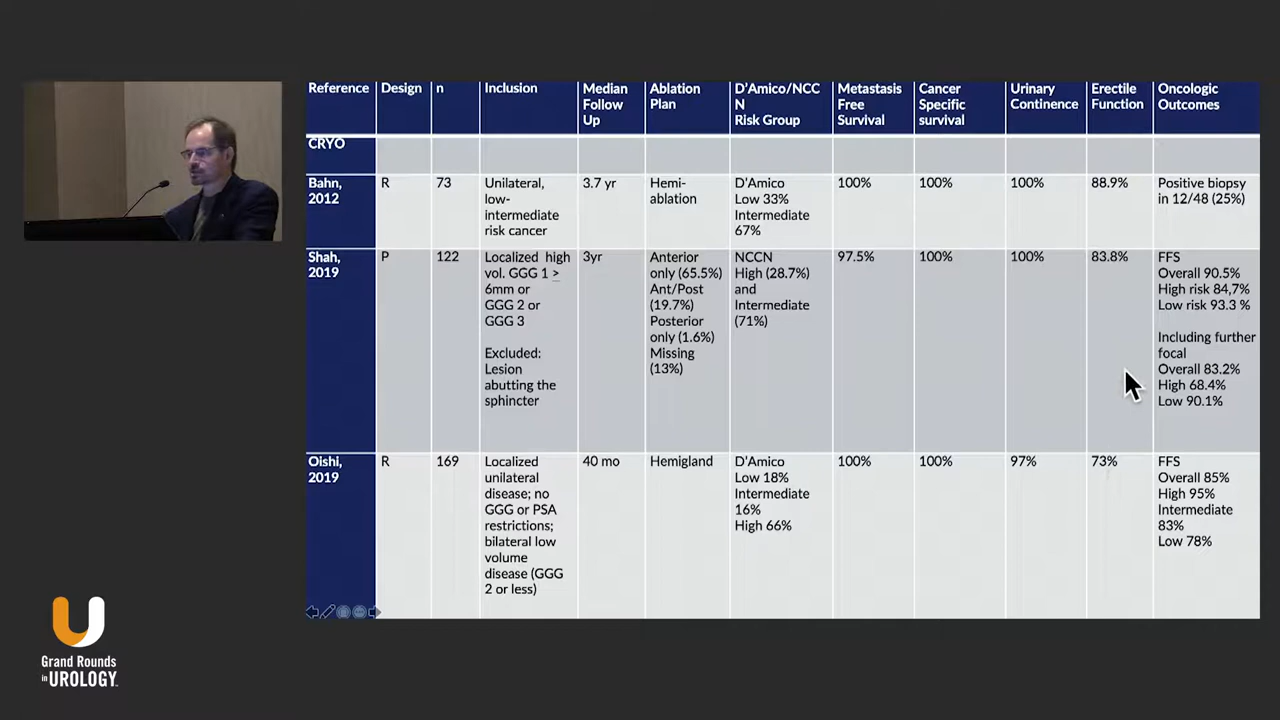 Reference
Design
n
Inclusion
Median
Follow
Up
Ablation
Plan
D'Amico/NCC
N
Risk Group
Metastasis
Free
Survival
Cancer
Specific
survival
Urinary
Continence
Erectile
Function
Oncologic
Outcomes
CRYO
Bahn,
2012
R
73
Unilateral,
low-
intermediate
risk cancer
3.7 yr
Hemi-
ablation
D'Amico
Low 33%
Intermediate
67%
100%
100%
100%
88.9%
Positive biopsy
in 12/48 (25%)
Shah,
2019
P
122
Localized high
vol. GGG 1 >
6mm or
GGG 2 or
GGG 3
Excluded:
Lesion
abutting the
sphincter
3yr
Anterior
only (65.5%)
Ant/Post
(19.7%)
Posterior
only (1.6%)
Missing
(13%)
NCCN
High (28.7%)
and
Intermediate
(71%)
97.5%
100%
100%
83.8%
FFS
Overall 90.5%
High risk 84,7%
Low risk 93.3 %
Including further
focal
Overall 83.2%
High 68.4%
Low 90.1%
Oishi,
2019
R
169
Localized
unilateral
disease; no
GGG or PSA
restrictions;
bilateral low
volume
disease (GGG
2 or less)
40 mo
Hemigland
D'Amico
Low 18%
Intermediate
16%
High 66%
100%
100%
97%
73%
FFS
Overall 85%
High 95%
Intermediate
83%
Low 78%
Grand Rounds
in UROLOGY